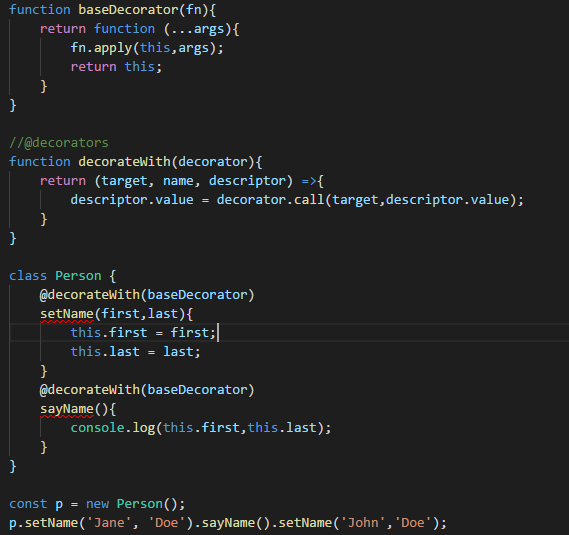 function baseDecorator(fn){
    return function (...args){
        fn.apply(this,args);
        return this;
    }
}

//@decorators
function decorateWith(decorator){
    return (target, name, descriptor) =>{
        descriptor.value = decorator.call(target,descriptor.value);
    }
}

class Person {
    @decorateWith(baseDecorator)
    setName(first,last){
        this.first = first;
        this.last = last;
    }
    @decorateWith(baseDecorator)
    sayName(){
        console.log(this.first,this.last);
    }
}

const p = new Person();
p.setName('Jane', 'Doe').sayName().setName('John','Doe');